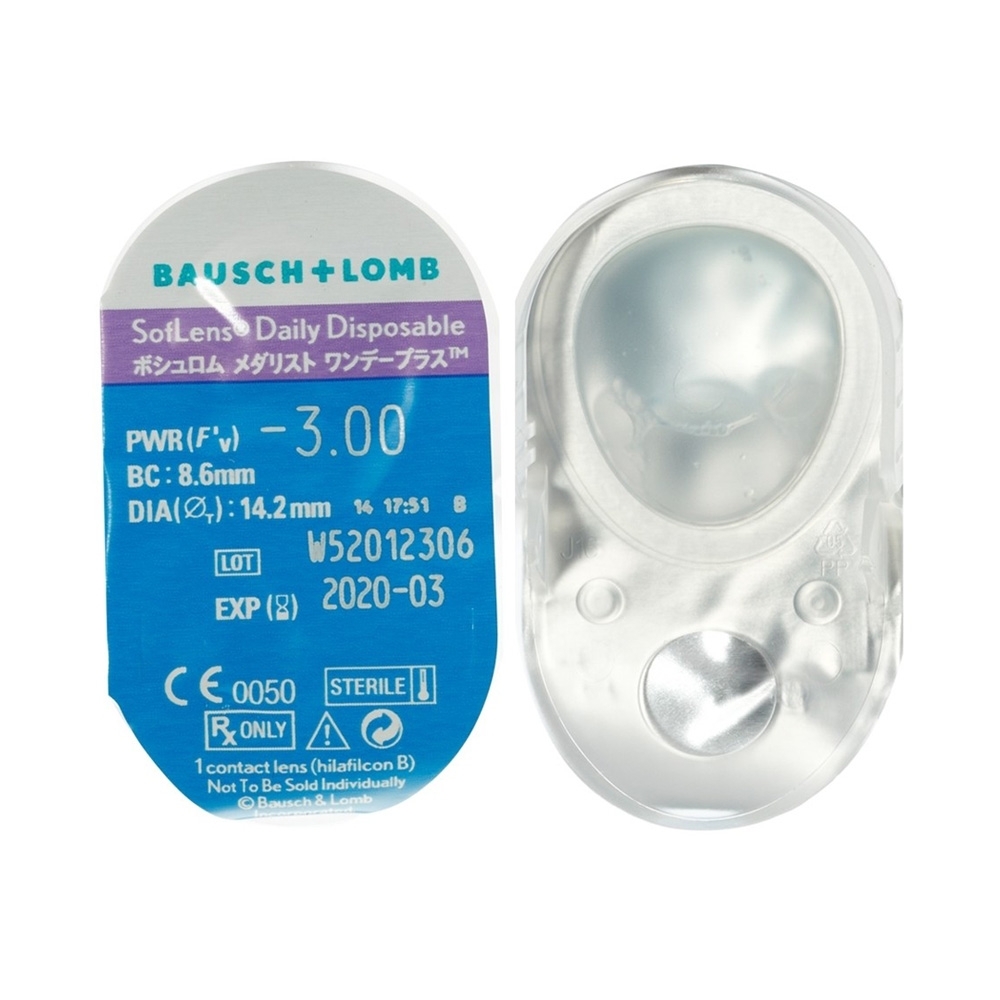 BAUSCH + LOMB
SofLens® Daily Disposable
ボシュロム メダリスト ワンデープラス™
PWR (F'v) -3.00
BC : 8.6mm
DIA (Ø_T) : 14.2mm 14 17:51 B
LOT W52012306
EXP 2020-03
CE 0050 STERILE
Rx ONLY
1 contact lens (hilafilcon B)
Not To Be Sold Individually
© Bausch & Lomb
Incorporated
05
PP